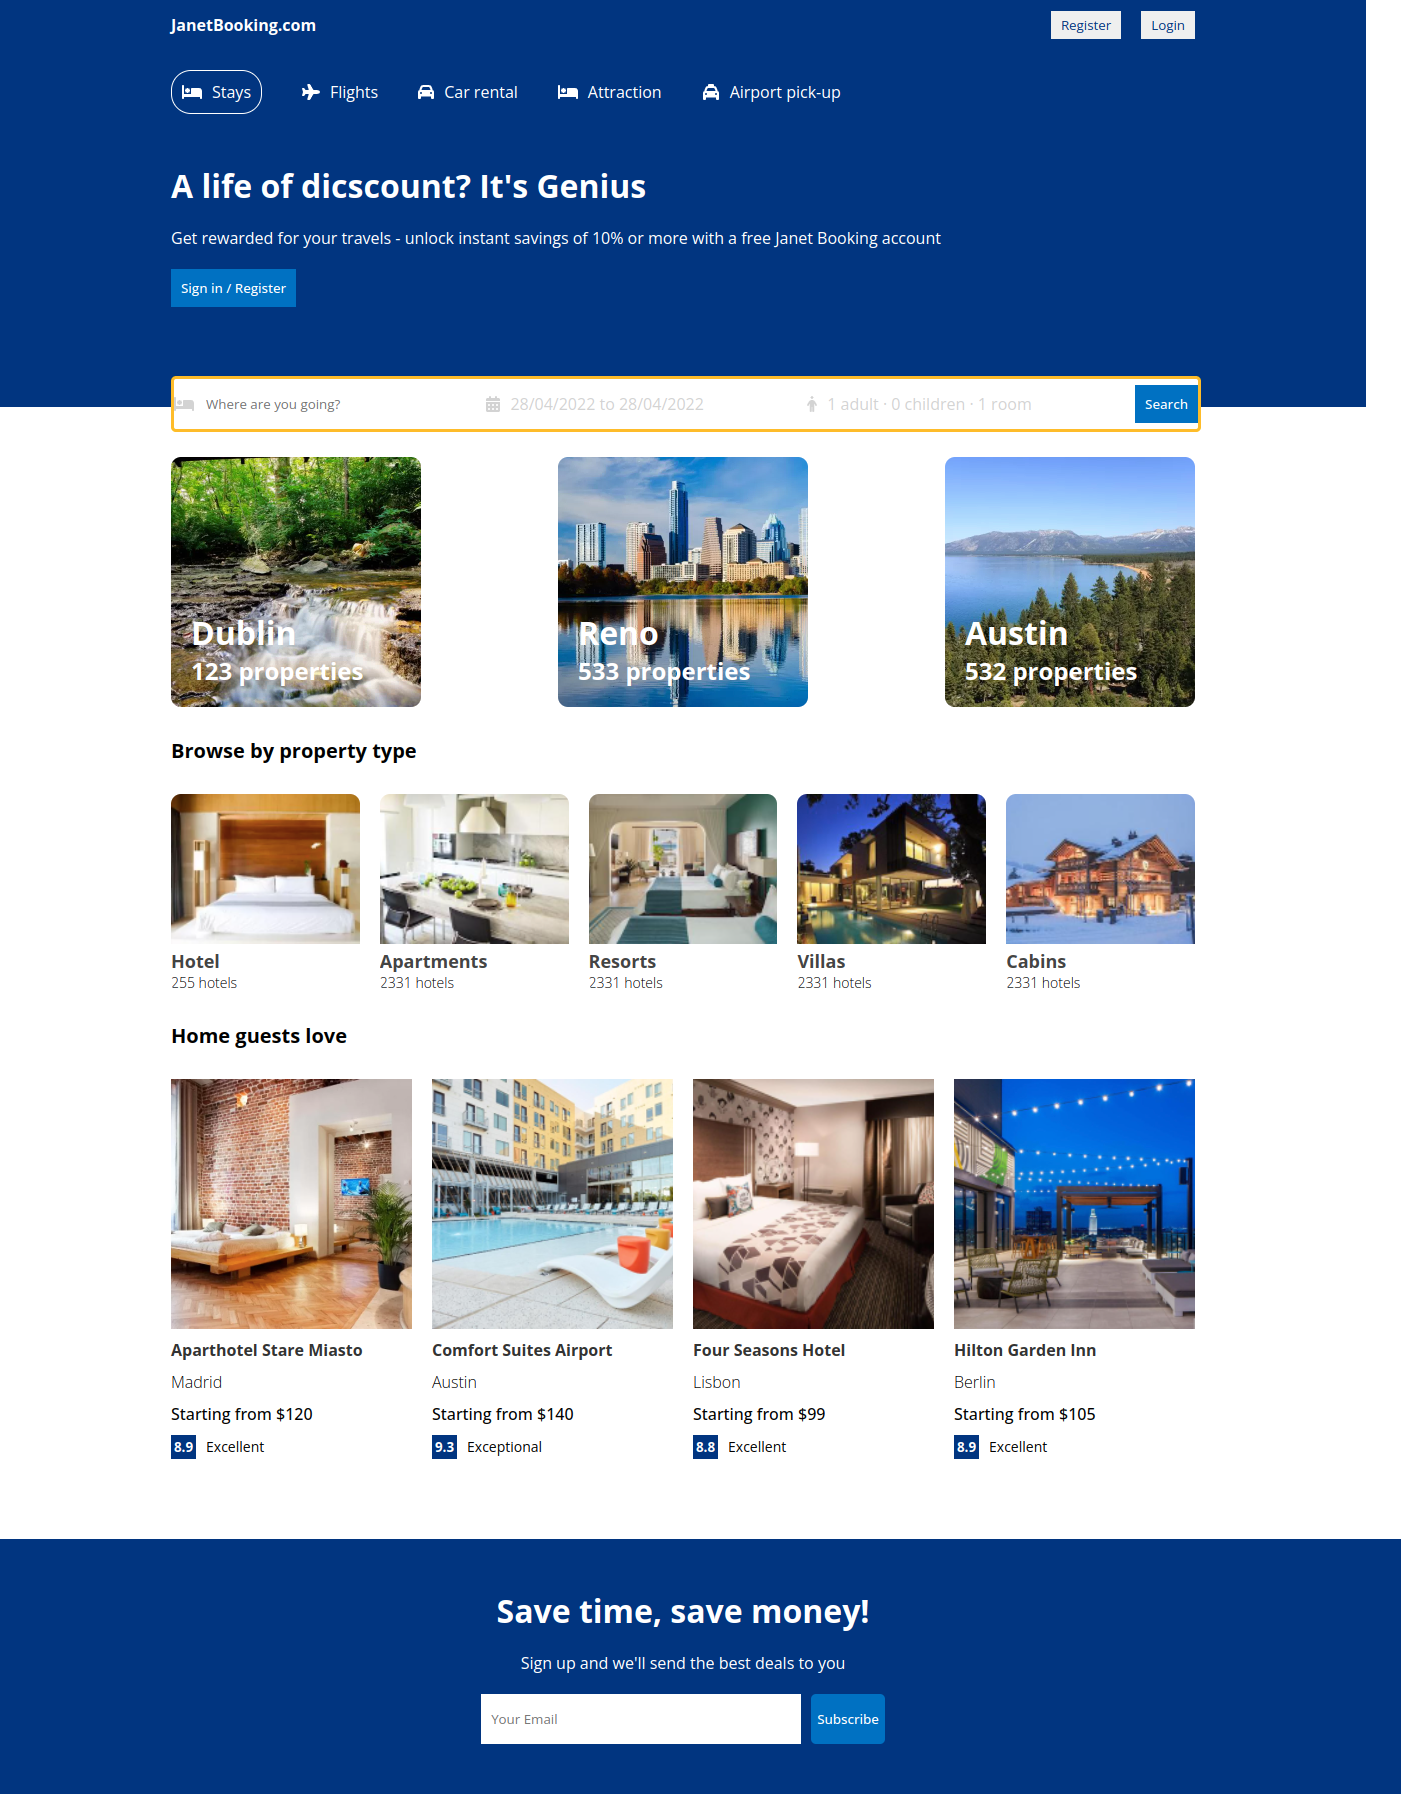 JanetBooking.com
Register
Login
Stays
Flights
Car rental
Attraction
Airport pick-up
A life of dicscount? It's Genius
Get rewarded for your travels - unlock instant savings of 10% or more with a free Janet Booking account
Sign in / Register
Where are you going?
28/04/2022 to 28/04/2022
1 adult · 0 children · 1 room
Search
Dublin
123 properties
Reno
533 properties
Austin
532 properties
Browse by property type
Hotel
255 hotels
Apartments
2331 hotels
Resorts
2331 hotels
Villas
2331 hotels
Cabins
2331 hotels
Home guests love
Aparthotel Stare Miasto
Madrid
Starting from $120
8.9 Excellent
Comfort Suites Airport
Austin
Starting from $140
9.3 Exceptional
Four Seasons Hotel
Lisbon
Starting from $99
8.8 Excellent
Hilton Garden Inn
Berlin
Starting from $105
8.9 Excellent
Save time, save money!
Sign up and we'll send the best deals to you
Your Email
Subscribe